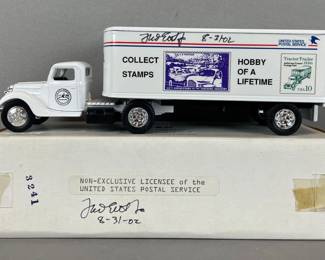 UNITED STATES
POSTAL SERVICE
8-31-02
COLLECT
STAMPS
HOBBY
OF A
LIFETIME
Tractor Trailer
USA 10
3241
NON-EXCLUSIVE LICENSEE of the
UNITED STATES POSTAL SERVICE
8-31-02